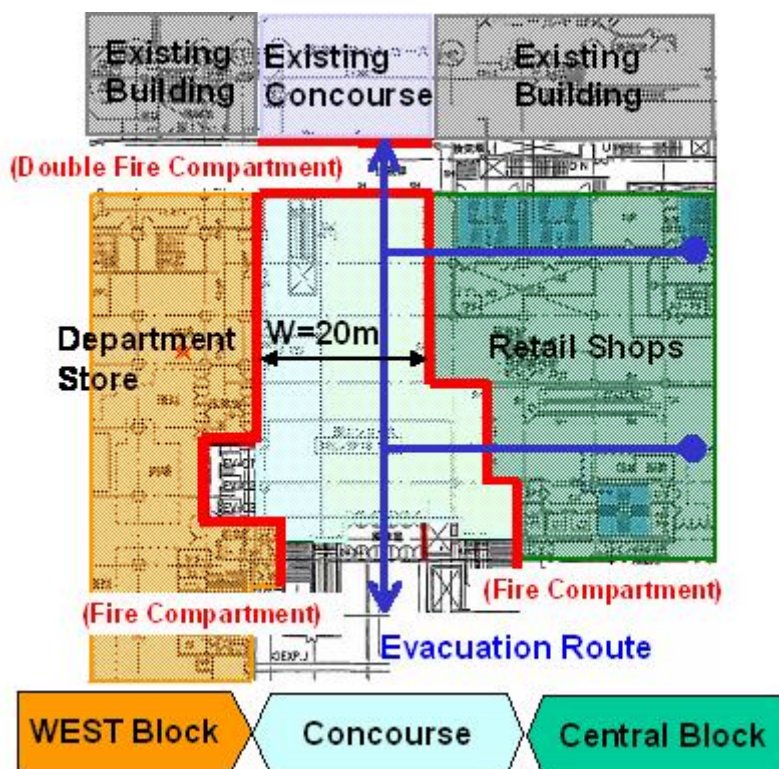 Existing
Building
Existing
Concourse
Existing
Building
(Double Fire Compartment)
Department
Store
W=20m
Retail Shops
(Fire Compartment)
(Fire Compartment)
Evacuation Route
WEST Block
Concourse
Central Block